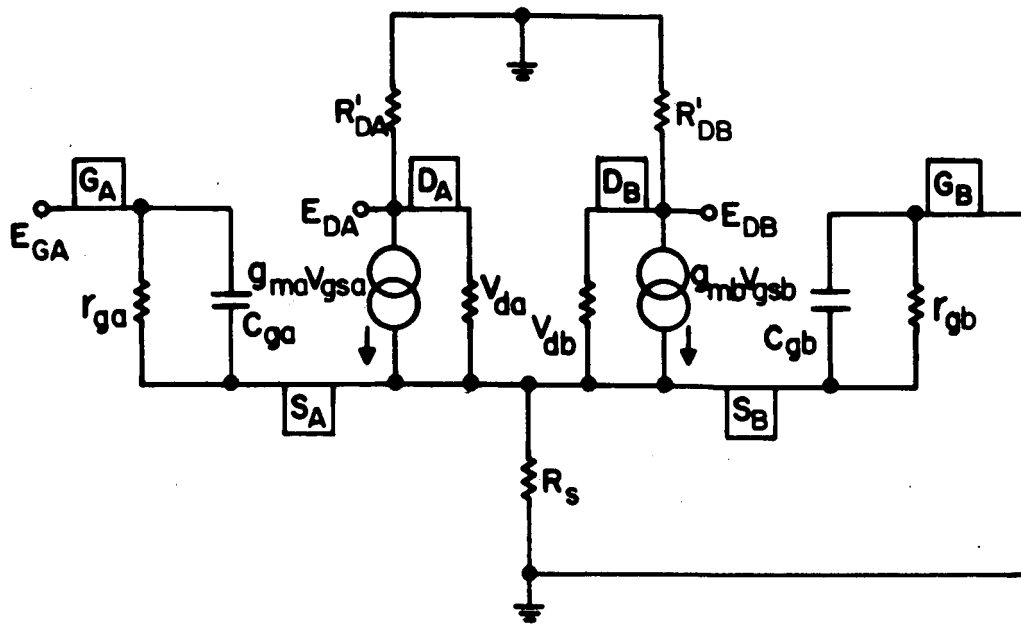 R'DA
R'DB
GA
DA
DB
GB
EGA
EDA
EDB
gmaVgsa
gmbVgsb
rga
Cga
Vda
Vdb
Cgb
rgb
SA
SB
Rs